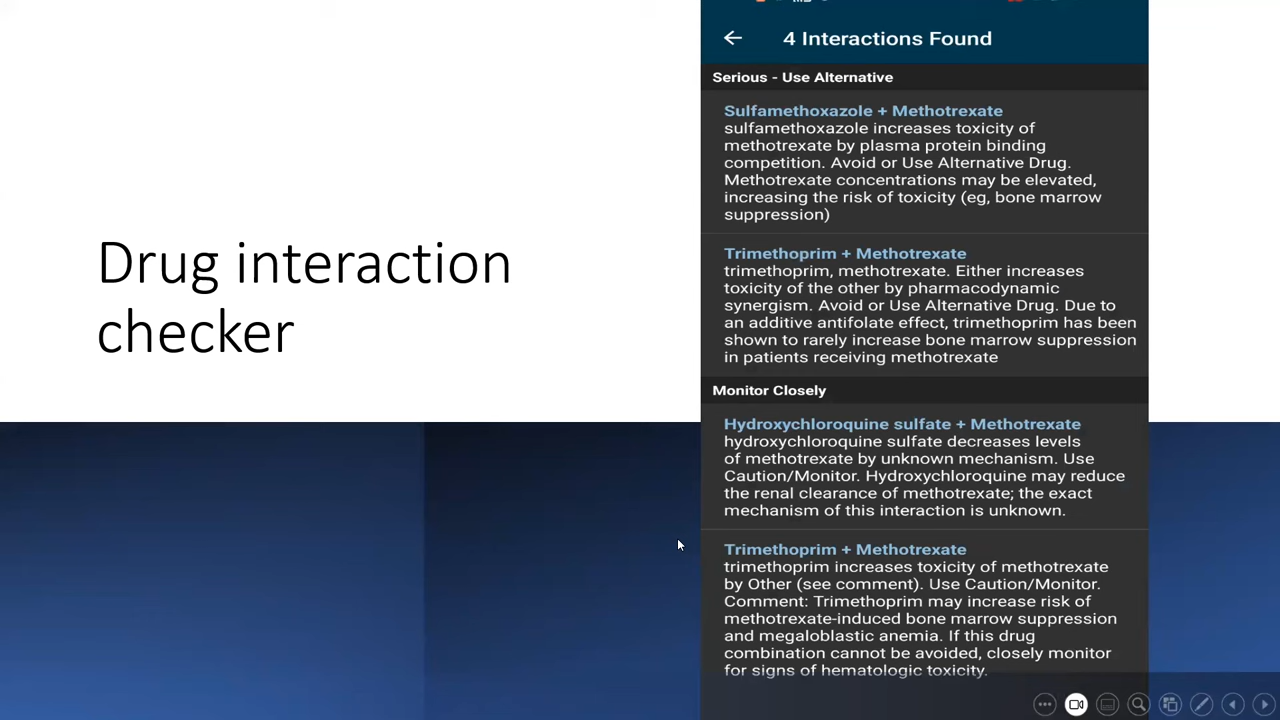 Drug interaction
checker
4 Interactions Found
Serious - Use Alternative
Sulfamethoxazole + Methotrexate
sulfamethoxazole increases toxicity of
methotrexate by plasma protein binding
competition. Avoid or Use Alternative Drug.
Methotrexate concentrations may be elevated,
increasing the risk of toxicity (eg, bone marrow
suppression)
Trimethoprim + Methotrexate
trimethoprim, methotrexate. Either increases
toxicity of the other by pharmacodynamic
synergism. Avoid or Use Alternative Drug. Due to
an additive antifolate effect, trimethoprim has been
shown to rarely increase bone marrow suppression
in patients receiving methotrexate
Monitor Closely
Hydroxychloroquine sulfate + Methotrexate
hydroxychloroquine sulfate decreases levels
of methotrexate by unknown mechanism. Use
Caution/Monitor. Hydroxychloroquine may reduce
the renal clearance of methotrexate; the exact
mechanism of this interaction is unknown.
Trimethoprim + Methotrexate
trimethoprim increases toxicity of methotrexate
by Other (see comment). Use Caution/Monitor.
Comment: Trimethoprim may increase risk of
methotrexate-induced bone marrow suppression
and megaloblastic anemia. If this drug
combination cannot be avoided, closely monitor
for signs of hematologic toxicity.